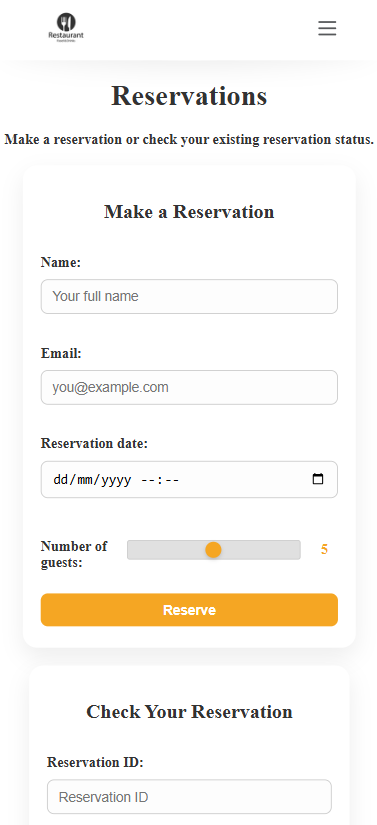 Restaurant
Reservations
Make a reservation or check your existing reservation status.
Make a Reservation
Name:
Your full name
Email:
you@example.com
Reservation date:
dd/mm/yyyy --:--
Number of
guests:
5
Reserve
Check Your Reservation
Reservation ID:
Reservation ID